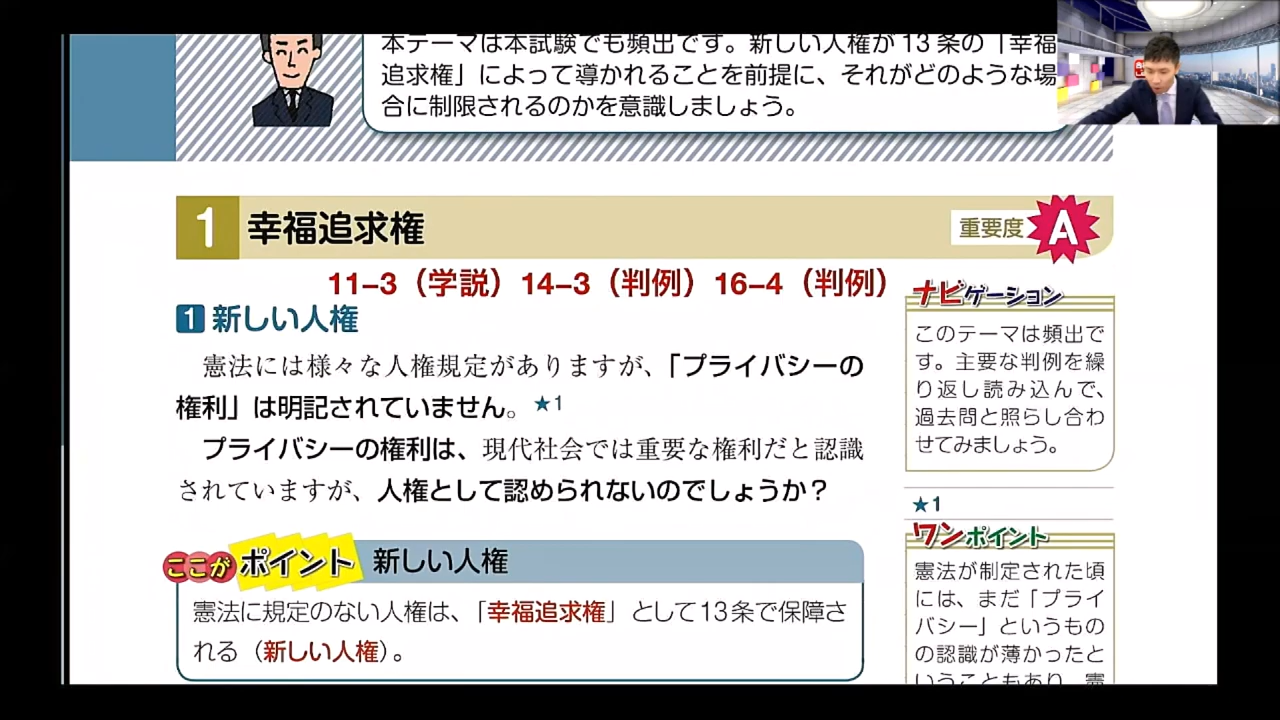 本テーマは本試験でも頻出です。新しい人権が13条の「幸福
追求権」によって導かれることを前提に、それがどのような場
合に制限されるのかを意識しましょう。
1 幸福追求権
重要度 A
11−3（学説）14−3（判例）16−4（判例）
1 新しい人権
憲法には様々な人権規定がありますが、「プライバシーの
権利」は明記されていません。★1
プライバシーの権利は、現代社会では重要な権利だと認識
されていますが、人権として認められないのでしょうか？
ここがポイント 新しい人権
憲法に規定のない人権は、「幸福追求権」として13条で保障さ
れる（新しい人権）。
ナビゲーション
このテーマは頻出で
す。主要な判例を繰
り返し読み込んで、
過去問と照らし合わ
せてみましょう。
★1
ワンポイント
憲法が制定された頃
には、まだ「プライ
バシー」というもの
の認識が薄かったと
いうこともあり、憲